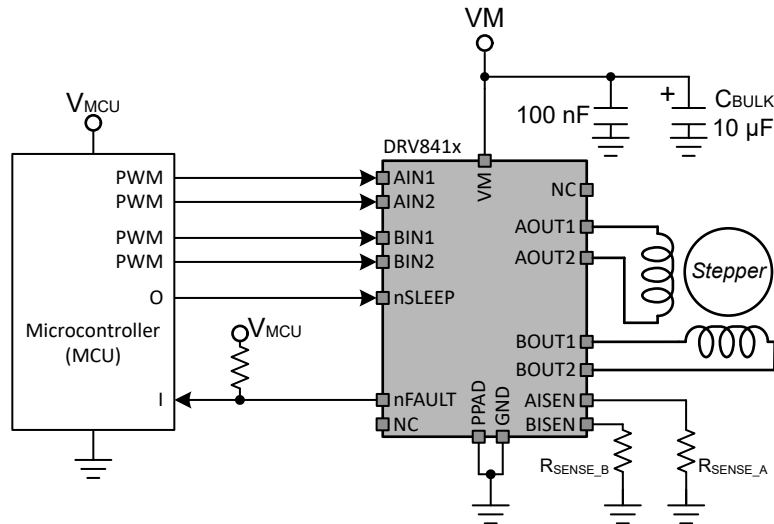 VM
VMCU
100 nF
+
CBULK
10 µF
DRV841x
PWM
AIN1
VM
NC
PWM
AIN2
AOUT1
PWM
BIN1
AOUT2
Stepper
PWM
BIN2
O
nSLEEP
Microcontroller
(MCU)
VMCU
BOUT1
BOUT2
I
nFAULT
PPAD
GND
AISEN
NC
BISEN
RSENSE_B
RSENSE_A